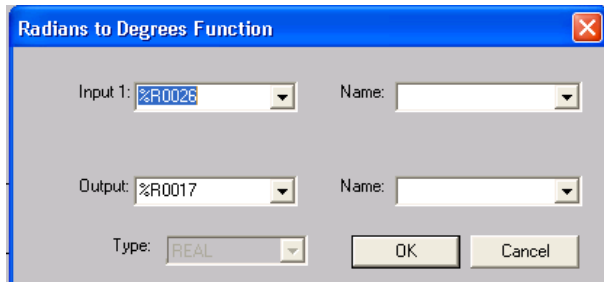 Radians to Degrees Function
Input 1: %R0026 Name:
Output: %R0017 Name:
Type: REAL OK Cancel